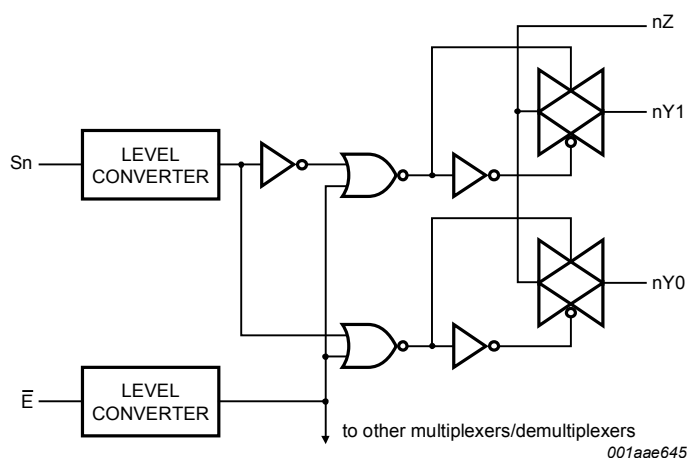 nZ
nY1
Sn
LEVEL
CONVERTER
nY0
E̅
LEVEL
CONVERTER
to other multiplexers/demultiplexers
001aae645